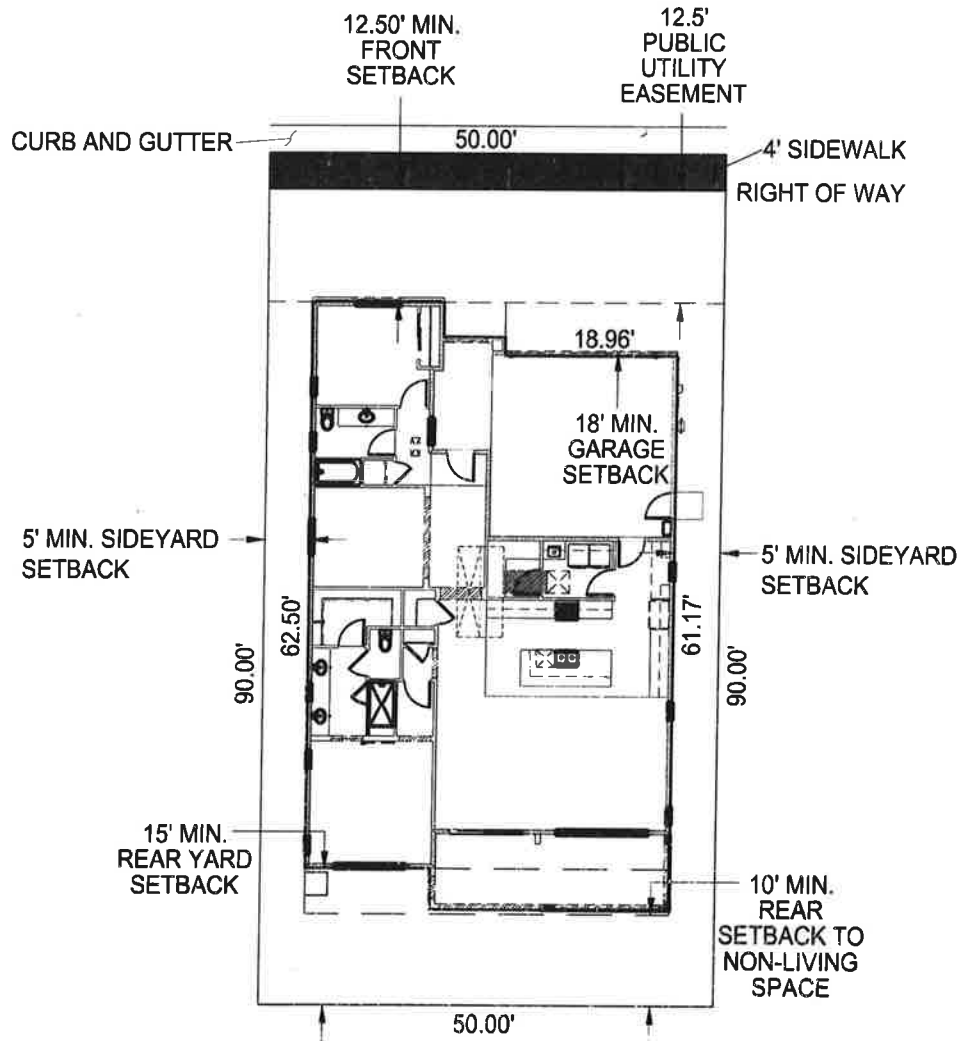 12.50' MIN.
FRONT
SETBACK
12.5'
PUBLIC
UTILITY
EASEMENT
CURB AND GUTTER
50.00'
4' SIDEWALK
RIGHT OF WAY
18.96'
18' MIN.
GARAGE
SETBACK
5' MIN. SIDEYARD
SETBACK
5' MIN. SIDEYARD
SETBACK
62.50'
61.17'
90.00'
90.00'
15' MIN.
REAR YARD
SETBACK
10' MIN.
REAR
SETBACK TO
NON-LIVING
SPACE
50.00'